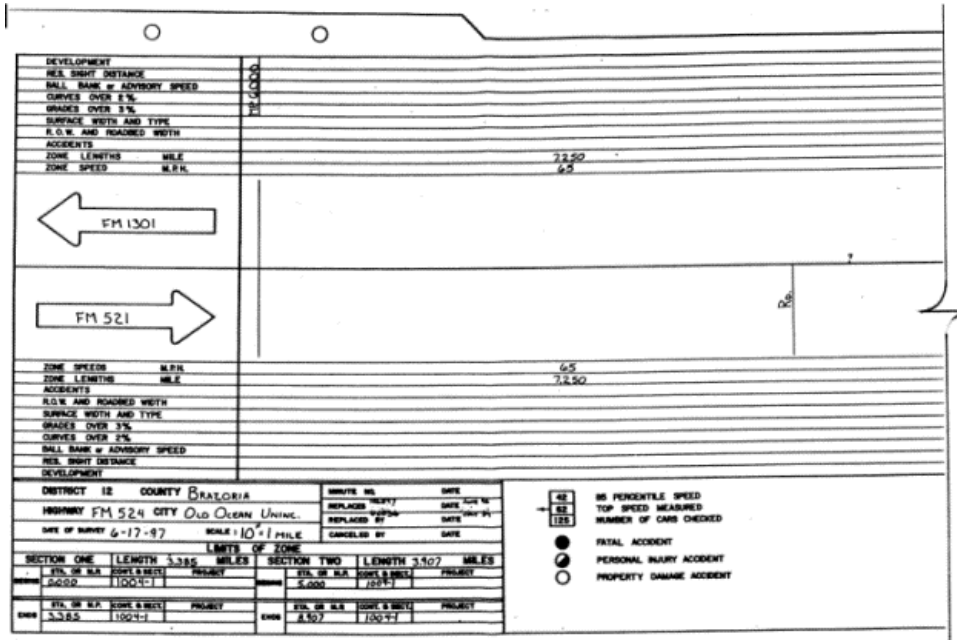 DEVELOPMENT
RES. SIGHT DISTANCE
BALL BANK or ADVISORY SPEED
CURVES OVER 2%
GRADES OVER 3%
SURFACE WIDTH AND TYPE
R.O.W. AND ROADBED WIDTH
ACCIDENTS
ZONE LENGTHS MILE 7.250
ZONE SPEED M.P.H. 65
FM 1301
?
FM 521
Rd.
ZONE SPEEDS M.P.H. 65
ZONE LENGTHS MILE 7.250
ACCIDENTS
R.O.W. AND ROADBED WIDTH
SURFACE WIDTH AND TYPE
GRADES OVER 3%
CURVES OVER 2%
BALL BANK or ADVISORY SPEED
RES. SIGHT DISTANCE
DEVELOPMENT
DISTRICT 12 COUNTY BRAZORIA
HIGHWAY FM 524 CITY OLD OCEAN UNINC.
DATE OF SURVEY 6-17-97 SCALE: 10"=1 MILE
MINUTE NO. DATE
REPLACES DATE
REPLACED BY DATE
CANCELED BY DATE
42 85 PERCENTILE SPEED
62 TOP SPEED MEASURED
125 NUMBER OF CARS CHECKED
FATAL ACCIDENT
PERSONAL INJURY ACCIDENT
PROPERTY DAMAGE ACCIDENT
LIMITS OF ZONE
SECTION ONE LENGTH 3.385 MILES SECTION TWO LENGTH 3.907 MILES
BEGINS STA. OR M.P. CONT. & SECT. PROJECT BEGINS STA. OR M.P. CONT. & SECT. PROJECT
0.000 1004-1 5.000 1004-1
ENDS STA. OR M.P. CONT. & SECT. PROJECT ENDS STA. OR M.P. CONT. & SECT. PROJECT
3.385 1004-1 8.907 1004-1